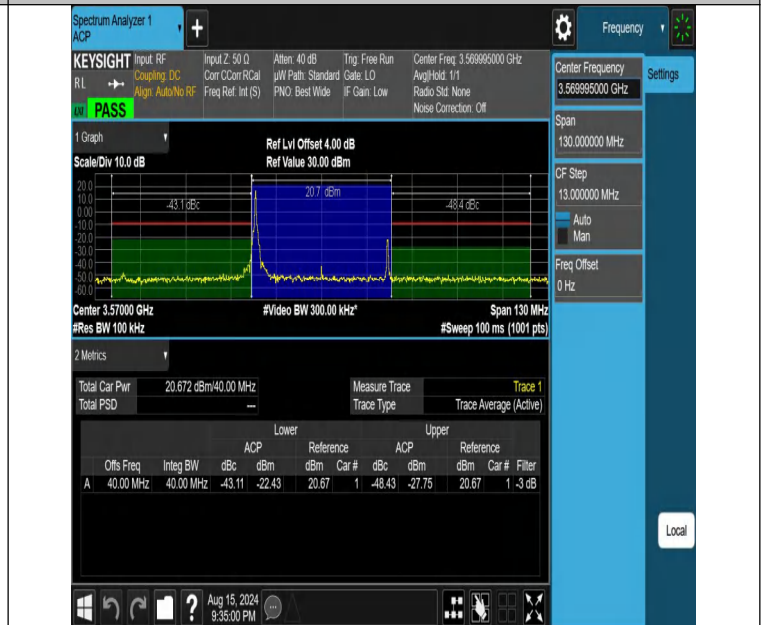 Spectrum Analyzer 1
ACP
+
Frequency
KEYSIGHT
RL
PASS
Input: RF
Coupling: DC
Align: Auto/No RF
Input Z: 50 Ω
Corr CCorr RCal
Freq Ref: Int (S)
Atten: 40 dB
µW Path: Standard
PNO: Best Wide
Trig: Free Run
Gate: LO
IF Gain: Low
Center Freq: 3.569995000 GHz
Avg|Hold: 1/1
Radio Std: None
Noise Correction: Off
Center Frequency
3.569995000 GHz
Settings
Span
130.000000 MHz
CF Step
13.000000 MHz
Auto
Man
Freq Offset
0 Hz
1 Graph
Scale/Div 10.0 dB
Ref Lvl Offset 4.00 dB
Ref Value 30.00 dBm
20.0
10.0
0.00
-10.0
-20.0
-30.0
-40.0
-50.0
-60.0
-43.1 dBc
20.7 dBm
-48.4 dBc
Center 3.57000 GHz
#Video BW 300.00 kHz*
Span 130 MHz
#Res BW 100 kHz
#Sweep 100 ms (1001 pts)
2 Metrics
Total Car Pwr 20.672 dBm/40.00 MHz
Total PSD ---
Measure Trace Trace 1
Trace Type Trace Average (Active)
Lower Upper
ACP Reference ACP Reference
Offs Freq Integ BW dBc dBm dBm Car # dBc dBm dBm Car # Filter
A 40.00 MHz 40.00 MHz -43.11 -22.43 20.67 1 -48.43 -27.75 20.67 1 -3 dB
Local
?
Aug 15, 2024
9:35:00 PM